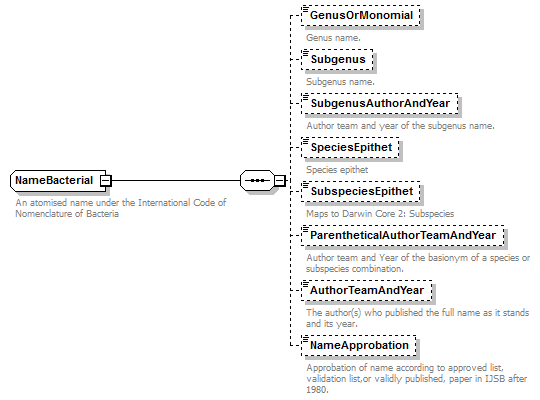 GenusOrMonomial
Genus name.
Subgenus
Subgenus name.
SubgenusAuthorAndYear
Author team and year of the subgenus name.
SpeciesEpithet
Species epithet
NameBacterial
An atomised name under the International Code of
Nomenclature of Bacteria
SubspeciesEpithet
Maps to Darwin Core 2: Subspecies
ParentheticalAuthorTeamAndYear
Author team and Year of the basionym of a species or
subspecies combination.
AuthorTeamAndYear
The author(s) who published the full name as it stands
and its year.
NameApprobation
Approbation of name according to approved list,
validation list,or validly published, paper in IJSB after
1980.